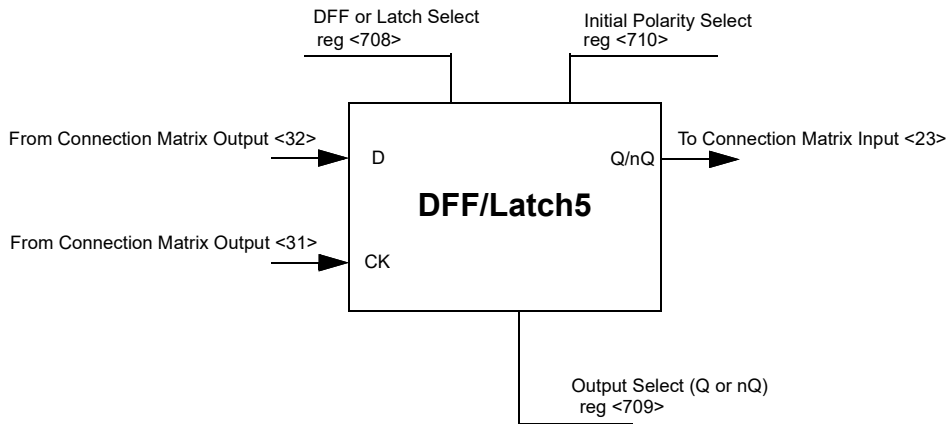 DFF or Latch Select
reg <708>
Initial Polarity Select
reg <710>
From Connection Matrix Output <32>
D
Q/nQ
To Connection Matrix Input <23>
DFF/Latch5
From Connection Matrix Output <31>
CK
Output Select (Q or nQ)
reg <709>